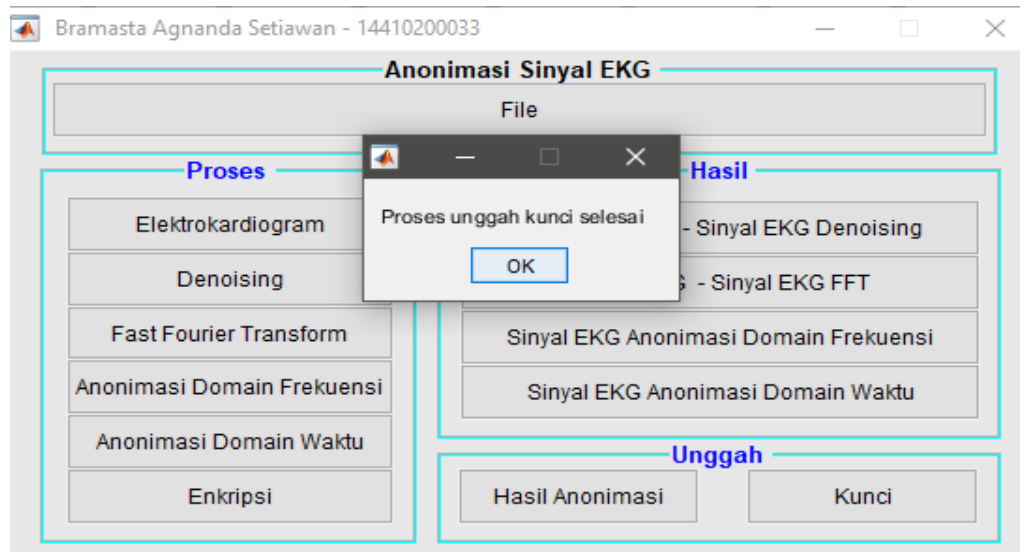 Bramasta Agnanda Setiawan - 14410200033
Anonimasi Sinyal EKG
File
Proses
Elektrokardiogram
Denoising
Fast Fourier Transform
Anonimasi Domain Frekuensi
Anonimasi Domain Waktu
Enkripsi
Proses unggah kunci selesai
OK
Hasil
- Sinyal EKG Denoising
- Sinyal EKG FFT
Sinyal EKG Anonimasi Domain Frekuensi
Sinyal EKG Anonimasi Domain Waktu
Unggah
Hasil Anonimasi
Kunci